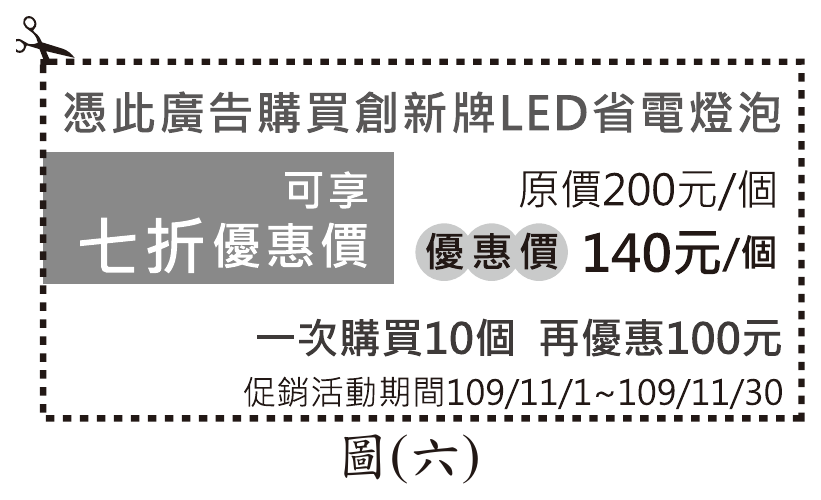 憑此廣告購買創新牌LED省電燈泡
可享
七折優惠價
原價200元/個
優惠價 140元/個
一次購買10個 再優惠100元
促銷活動期間109/11/1~109/11/30
圖(六)